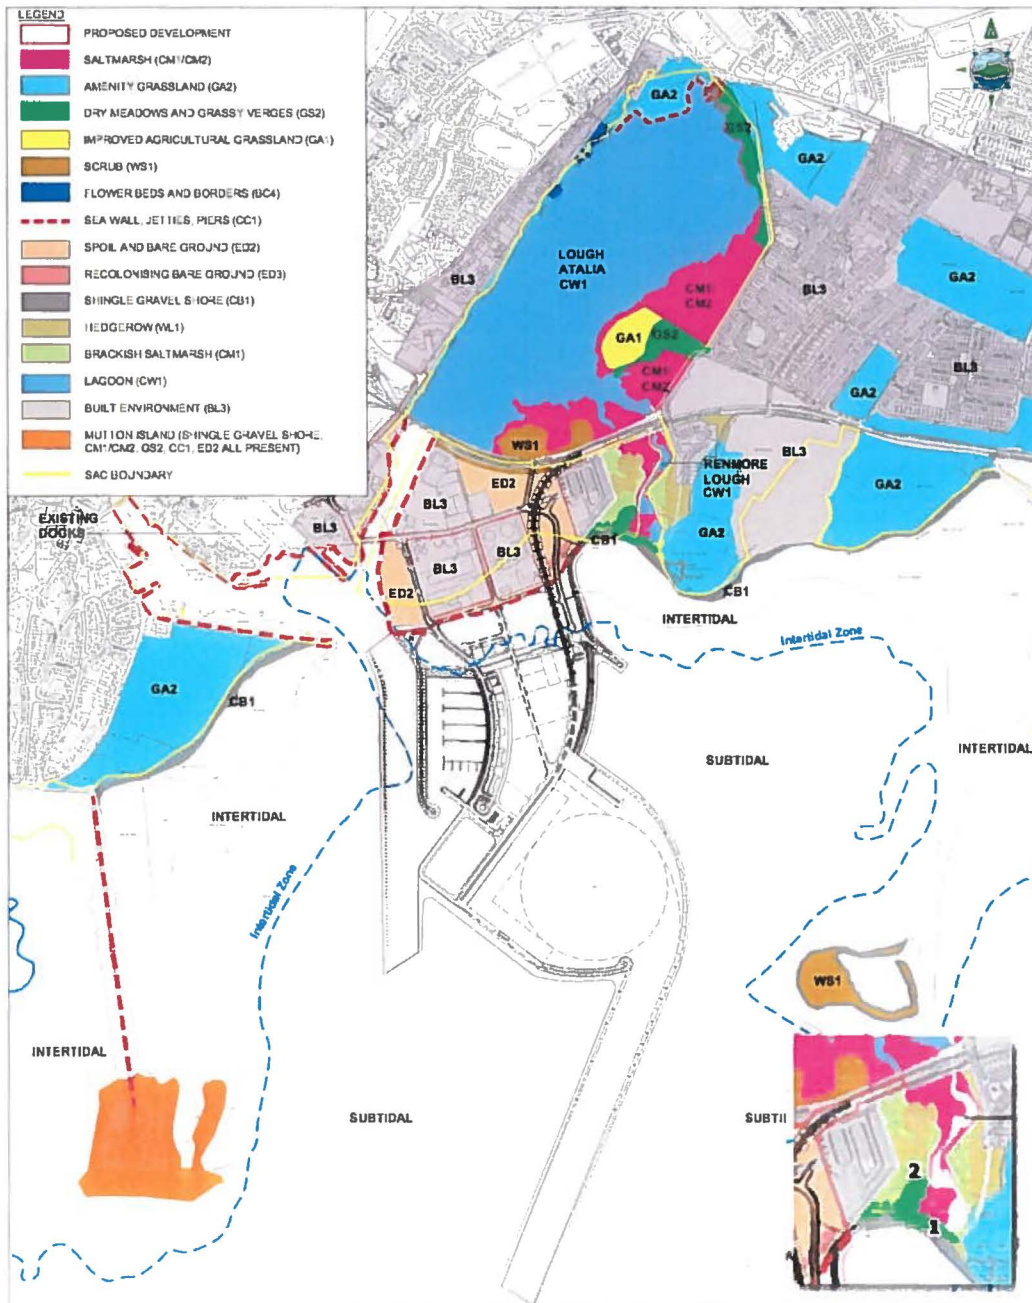 LEGEND
PROPOSED DEVELOPMENT
SALTMARSH (CM1/CM2)
AMENITY GRASSLAND (GA2)
DRY MEADOWS AND GRASSY VERGES (GS2)
IMPROVED AGRICULTURAL GRASSLAND (GA1)
SCRUB (WS1)
FLOWER BEDS AND BORDERS (BC4)
SEA WALL, JETTIES, PIERS (CC1)
SPOIL AND BARE GROUND (ED2)
RECOLONISING BARE GROUND (ED3)
SHINGLE GRAVEL SHORE (CB1)
HEDGEROW (WL1)
BRACKISH SALTMARSH (CM1)
LAGOON (CW1)
BUILT ENVIRONMENT (BL3)
MUTTON ISLAND (SHINGLE GRAVEL SHORE,
CM1/CM2, GS2, CC1, ED2 ALL PRESENT)
SAC BOUNDARY
GA2
GS2
GA2
LOUGH
ATALIA
CW1
BL3
GA2
BL3
CM1
CM2
GA1
GS2
CM1
CM2
BL3
GA2
WS1
BL3
RENMORE
LOUGH
CW1
ED2
BL3
GA2
EXISTING
DOCKS
BL3
BL3
CB1
GA2
BL3
ED2
CB1
INTERTIDAL
Intertidal Zone
GA2
CB1
SUBTIDAL
INTERTIDAL
INTERTIDAL
Intertidal Zone
WS1
INTERTIDAL
SUBTIDAL
2
1